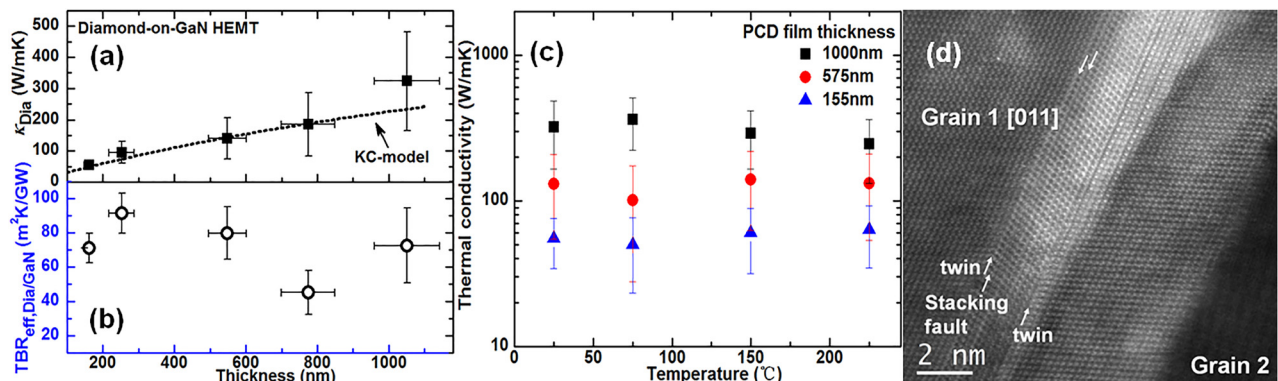 Diamond-on-GaN HEMT
(a)
κDia (W/mK)
500
400
300
200
100
0
KC-model
TBReff,Dia/GaN (m²K/GW)
100
80
60
40
20
(b)
200 400 600 800 1000
Thickness (nm)
Thermal conductivity (W/mK)
(c)
PCD film thickness
1000nm
575nm
155nm
1000
100
10
0 50 100 150 200
Temperature (℃)
(d)
Grain 1 [011]
twin
Stacking
fault
twin
2 nm
Grain 2